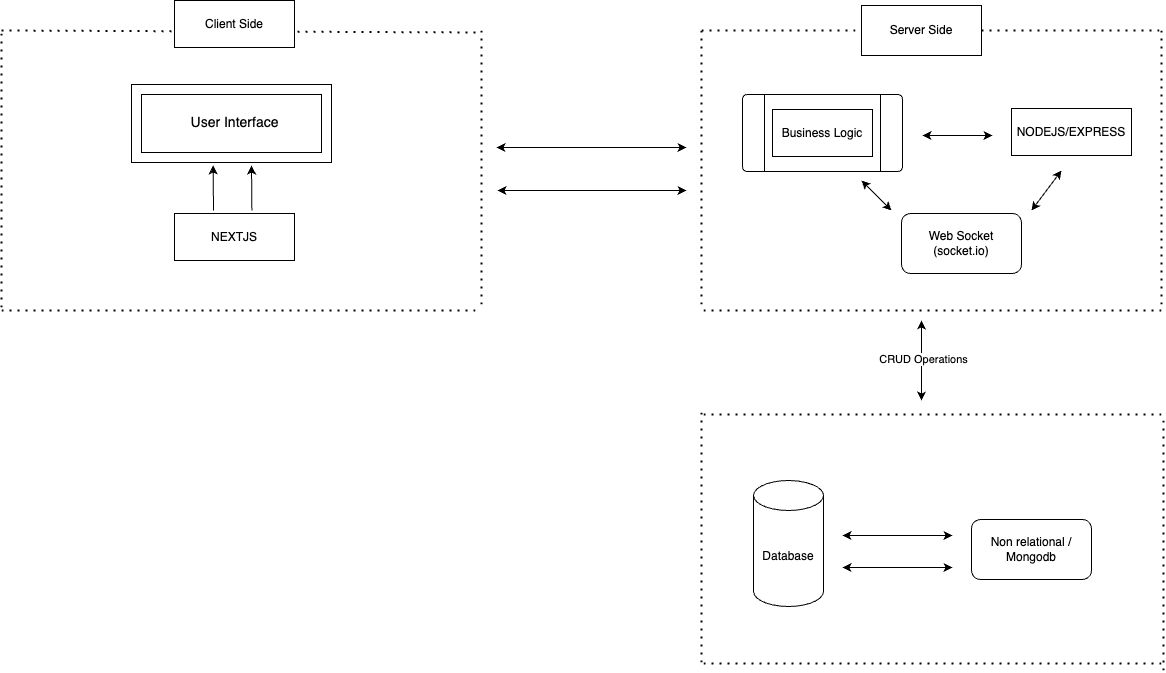 Client Side
Server Side
User Interface
Business Logic
NODEJS/EXPRESS
NEXTJS
Web Socket
(socket.io)
CRUD Operations
Database
Non relational /
Mongodb